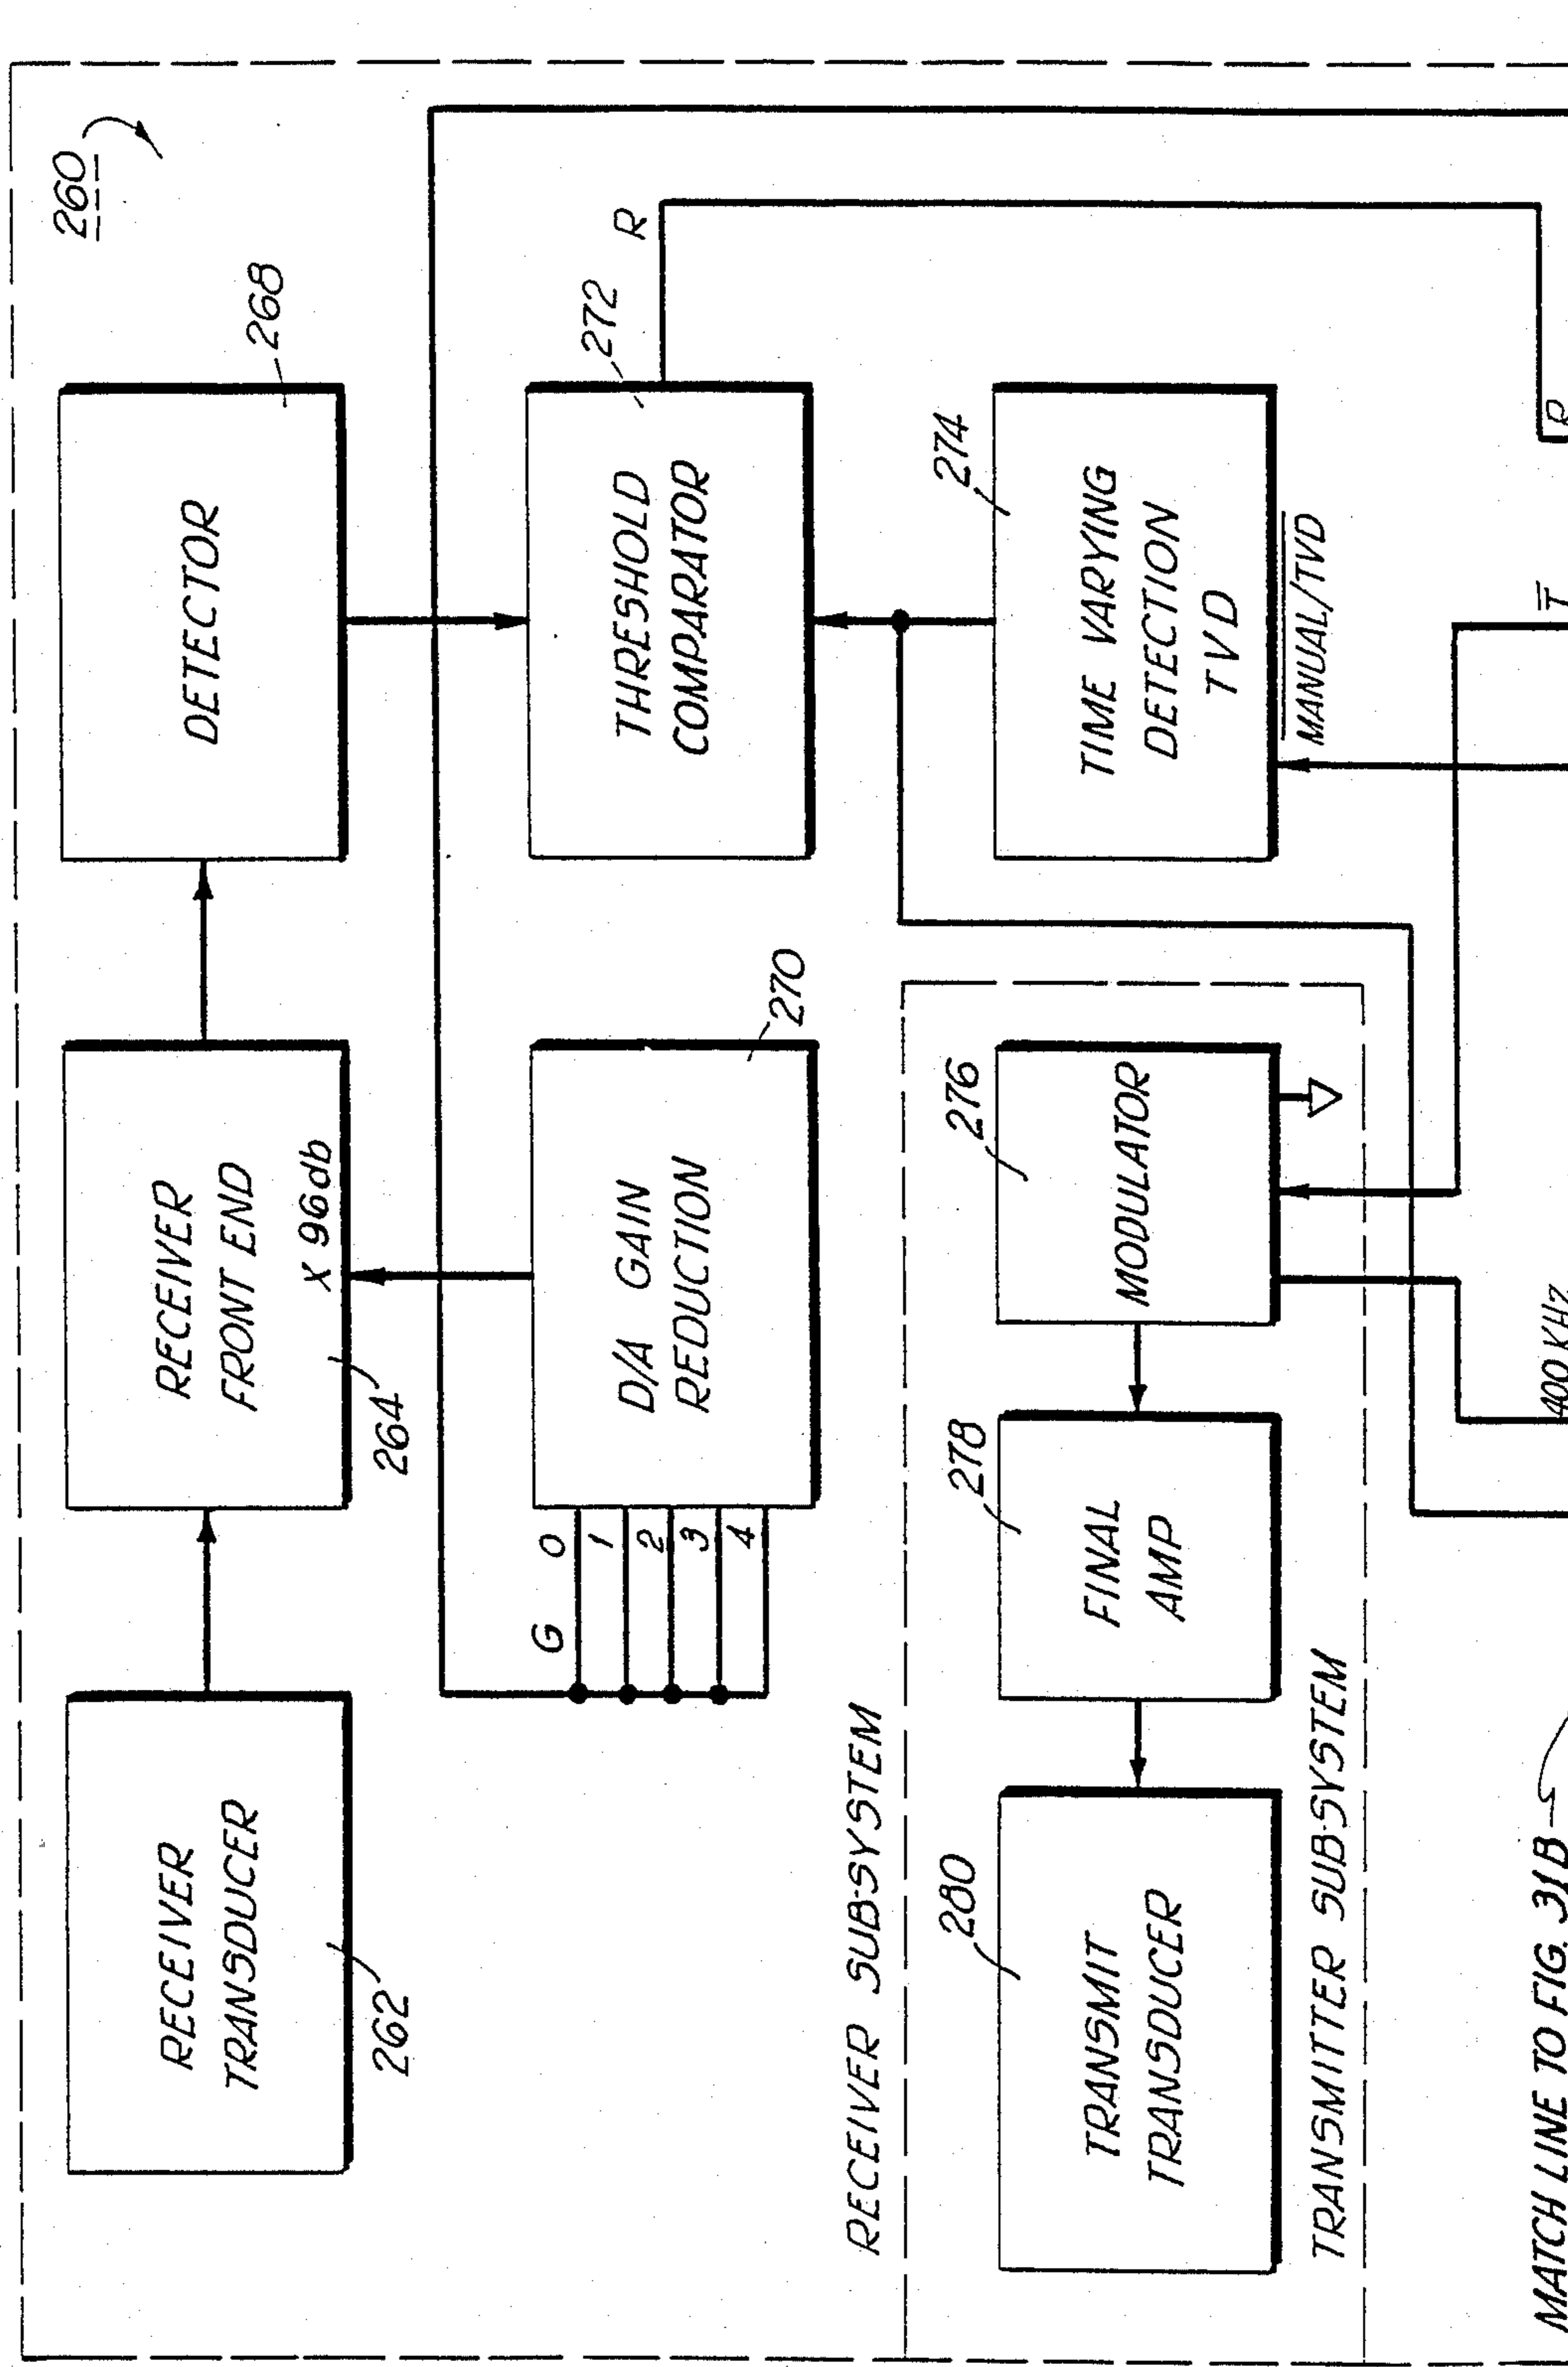 260
RECEIVER
TRANSDUCER
262
RECEIVER
FRONT END
X 96db
264
DETECTOR
268
G 0
1
2
3
4
D/A GAIN
REDUCTION
270
THRESHOLD
COMPARATOR
272
R
RECEIVER SUB-SYSTEM
280
TRANSMIT
TRANSDUCER
278
FINAL
AMP
276
MODULATOR
274
TIME VARYING
DETECTION
TVD
MANUAL/TVD
TRANSMITTER SUB-SYSTEM
MATCH LINE TO FIG. 31B
400 KHz
T
R